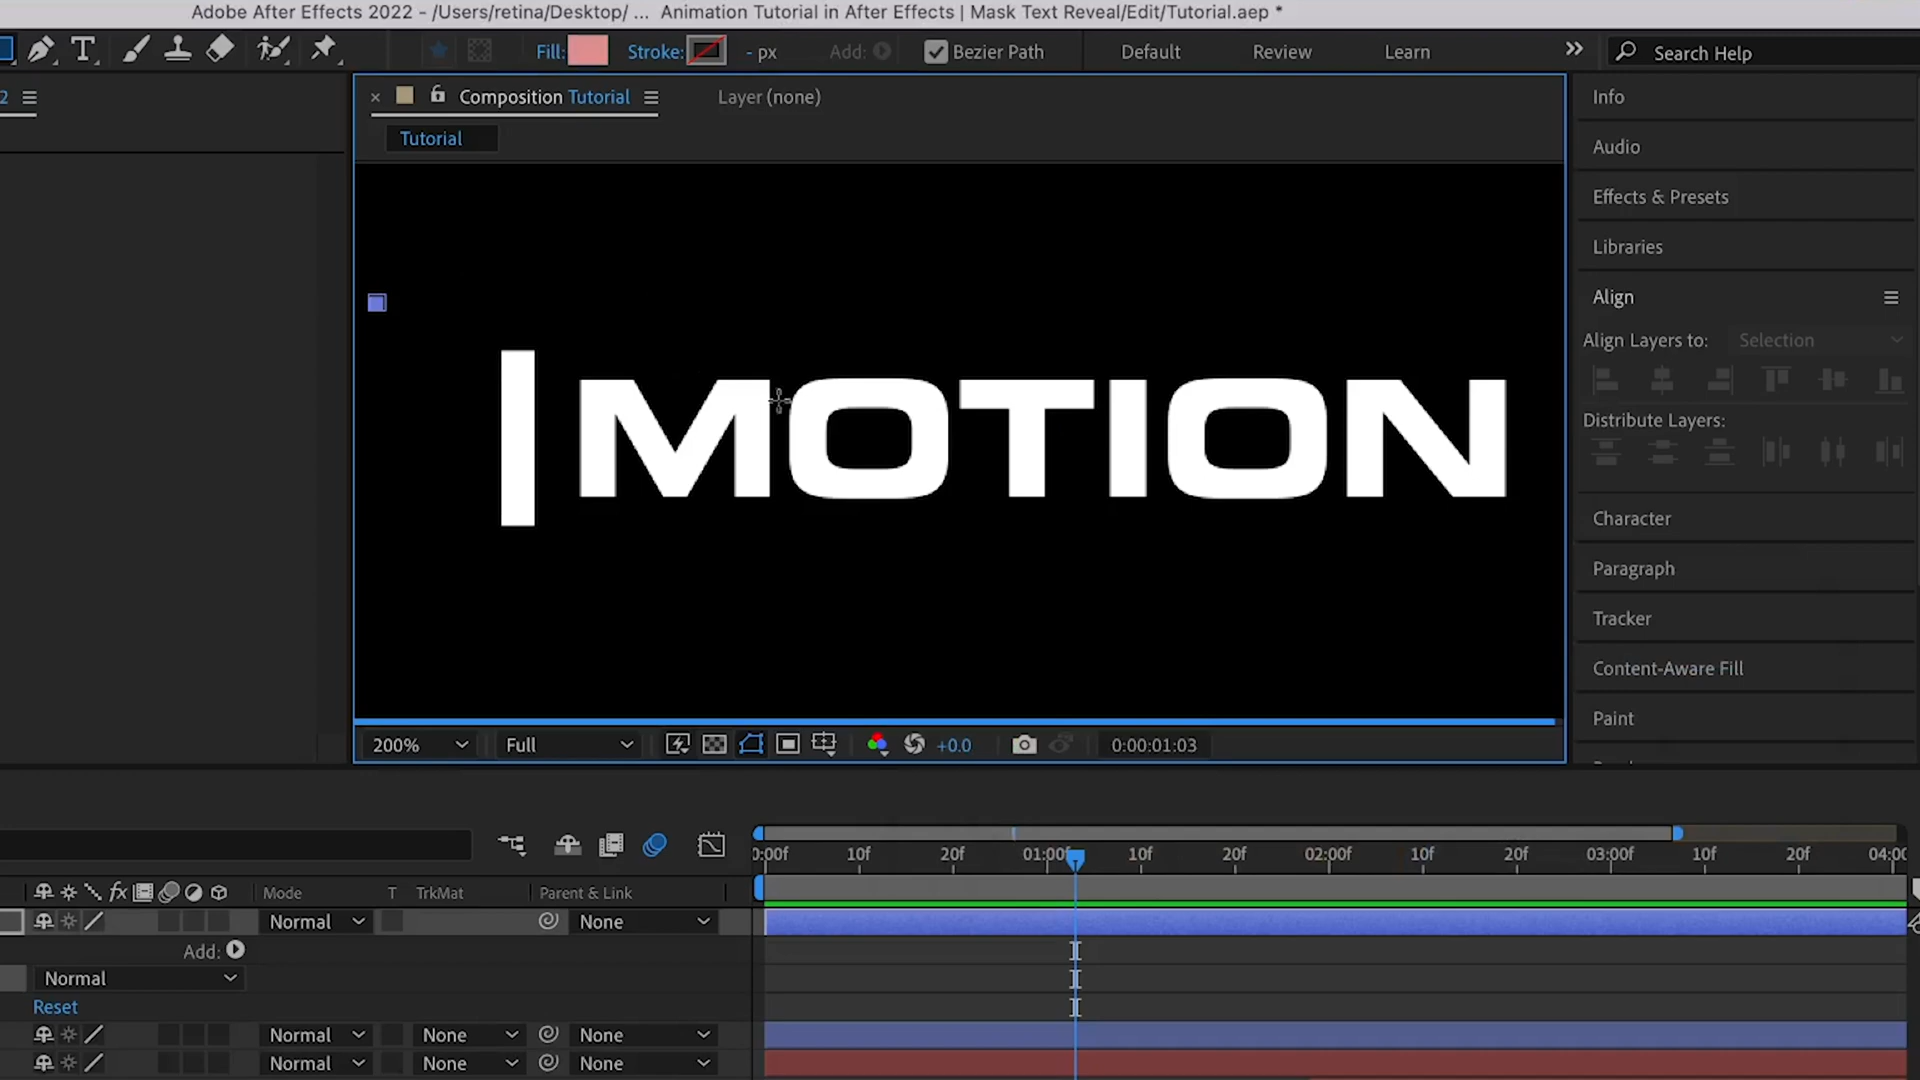 Adobe After Effects 2022 - /Users/retina/Desktop/ ... Animation Tutorial in After Effects | Mask Text Reveal/Edit/Tutorial.aep *
T Fill: Stroke: - px Add: Bezier Path Default Review Learn Search Help
2 × Composition Tutorial Layer (none) Info
Tutorial
Audio
Effects & Presets
Libraries
Align
Align Layers to: Selection
MOTION
Distribute Layers:
Character
Paragraph
Tracker
Content-Aware Fill
Paint
200% Full +0.0 0:00:01:03
0:00f 10f 20f 01:00f 10f 20f 02:00f 10f 20f 03:00f 10f 20f 04:00
fx Mode T TrkMat Parent & Link
Normal None
Add:
Normal
Reset
Normal None None
Normal None None